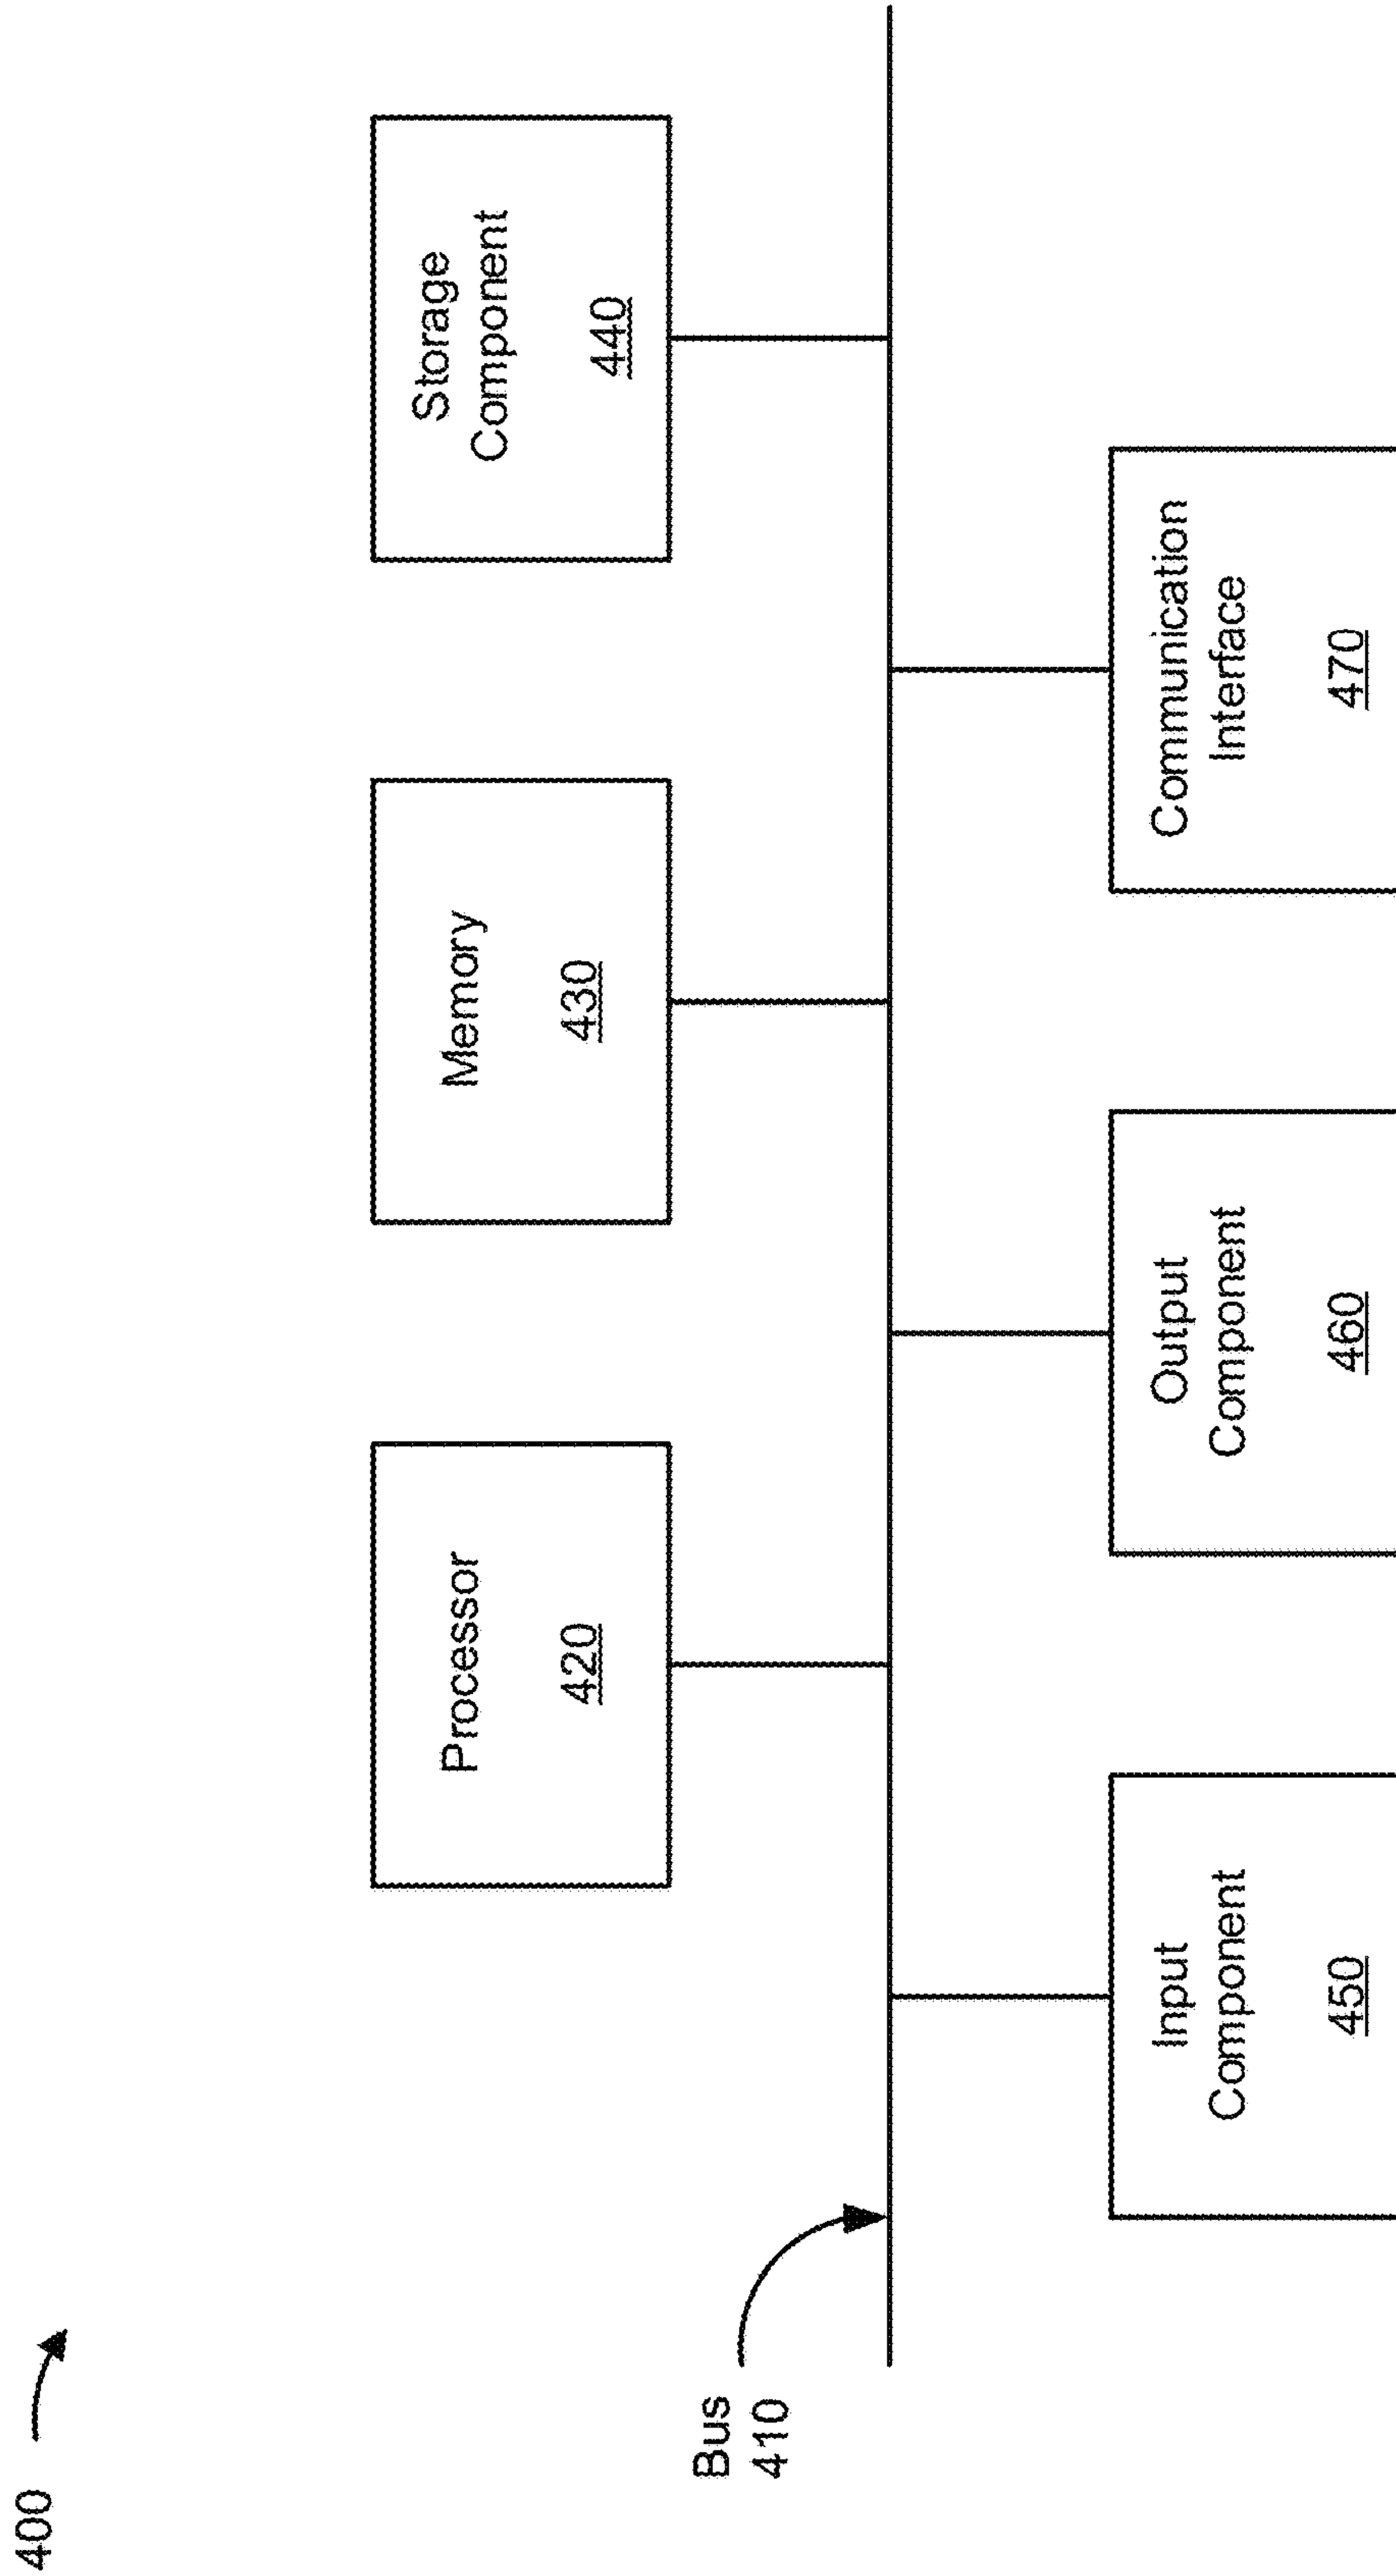 400
Bus
410
Processor
420
Memory
430
Storage
Component
440
Input
Component
450
Output
Component
460
Communication
Interface
470